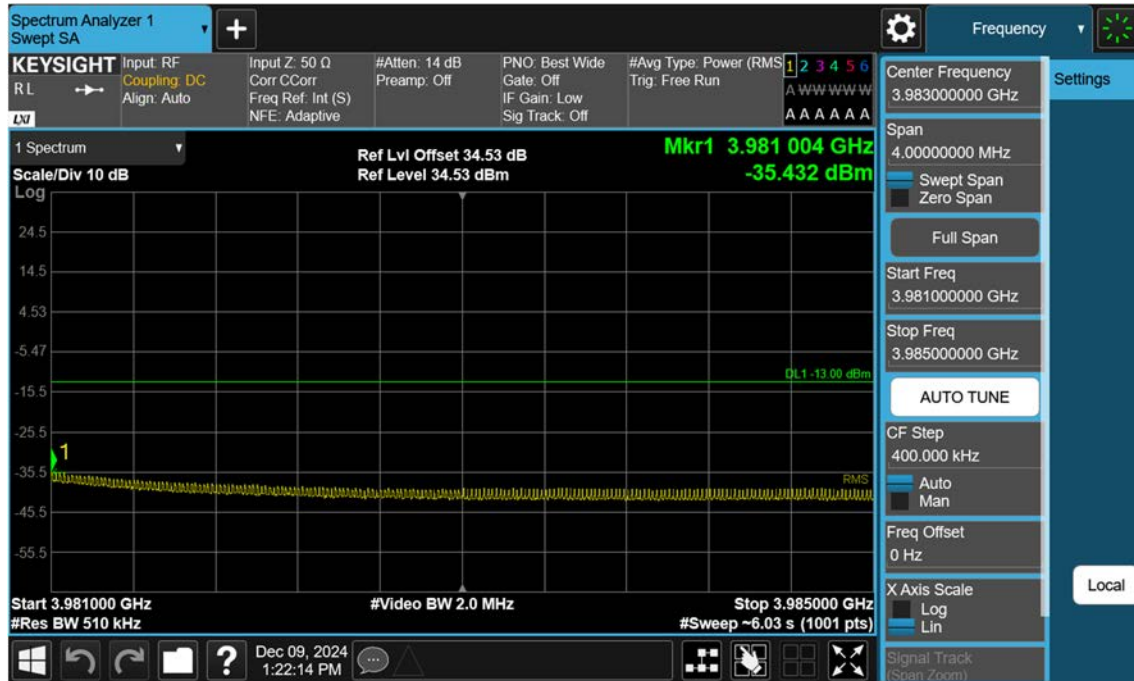 Spectrum Analyzer 1
Swept SA
Frequency
KEYSIGHT
R L
LXI
Input: RF
Coupling: DC
Align: Auto
Input Z: 50 Ω
Corr CCorr
Freq Ref: Int (S)
NFE: Adaptive
#Atten: 14 dB
Preamp: Off
PNO: Best Wide
Gate: Off
IF Gain: Low
Sig Track: Off
#Avg Type: Power (RMS
Trig: Free Run
1 2 3 4 5 6
A W W W W W
A A A A A A
1 Spectrum
Scale/Div 10 dB
Ref Lvl Offset 34.53 dB
Ref Level 34.53 dBm
Mkr1 3.981 004 GHz
-35.432 dBm
Log
24.5
14.5
4.53
-5.47
-15.5
-25.5
-35.5
-45.5
-55.5
DL1 -13.00 dBm
1
RMS
Start 3.981000 GHz
#Res BW 510 kHz
#Video BW 2.0 MHz
Stop 3.985000 GHz
#Sweep ~6.03 s (1001 pts)
Center Frequency
3.983000000 GHz
Span
4.00000000 MHz
Swept Span
Zero Span
Full Span
Start Freq
3.981000000 GHz
Stop Freq
3.985000000 GHz
AUTO TUNE
CF Step
400.000 kHz
Auto
Man
Freq Offset
0 Hz
X Axis Scale
Log
Lin
Signal Track
(Span Zoom)
Settings
Local
?
Dec 09, 2024
1:22:14 PM